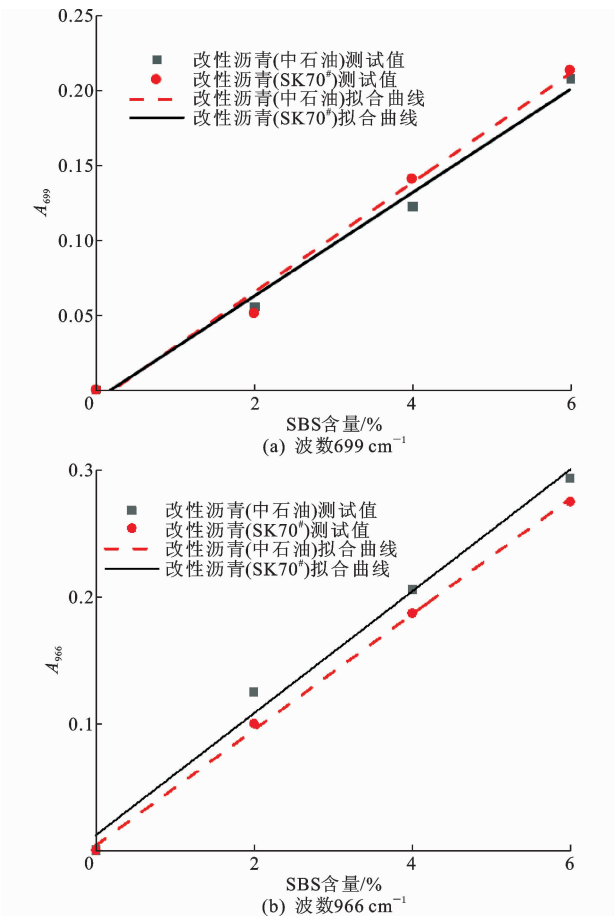 0.25
改性沥青(中石油)测试值
0.20
改性沥青(SK70#)测试值
改性沥青(中石油)拟合曲线
改性沥青(SK70#)拟合曲线
0.15
A699
0.10
0.05
0 2 4 6
SBS含量/%
(a) 波数699 cm⁻¹
0.3
改性沥青(中石油)测试值
改性沥青(SK70#)测试值
改性沥青(中石油)拟合曲线
改性沥青(SK70#)拟合曲线
0.2
A966
0.1
0 2 4 6
SBS含量/%
(b) 波数966 cm⁻¹